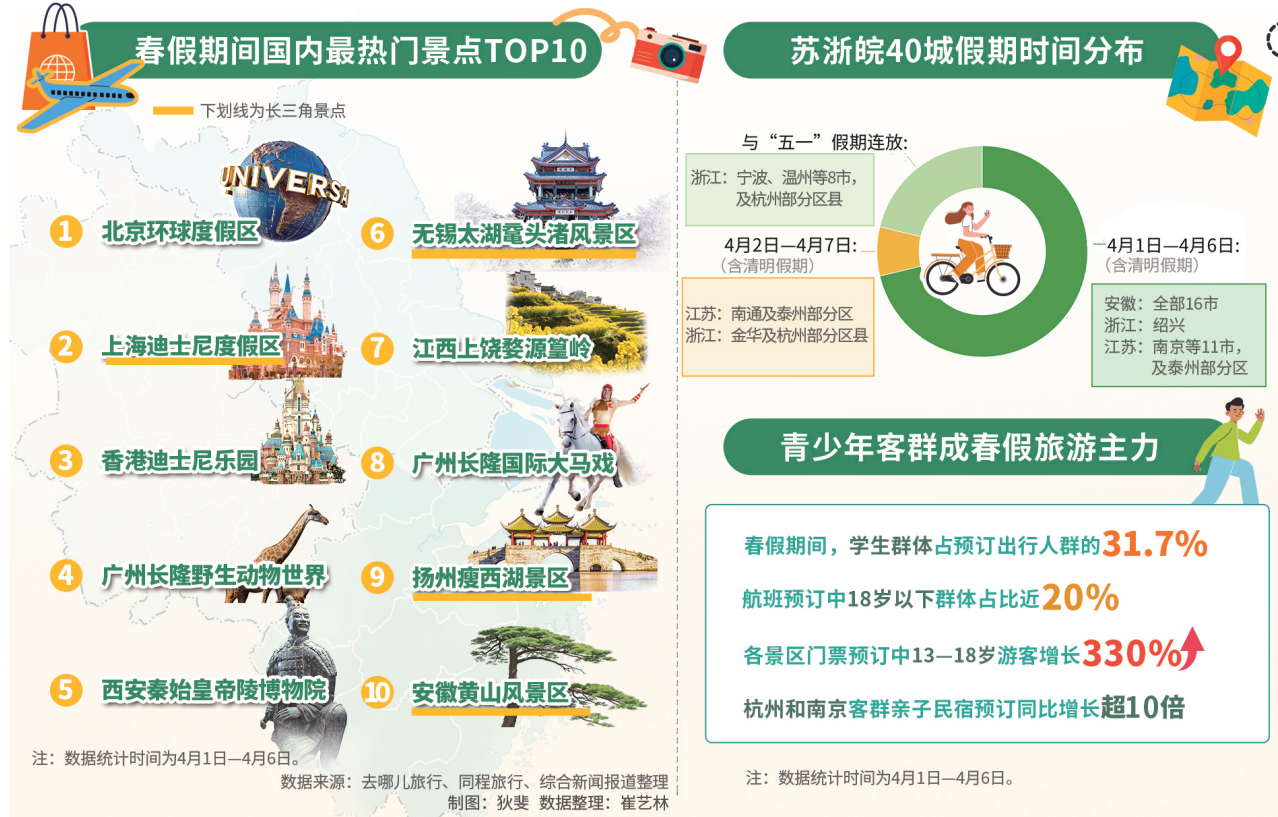 春假期间国内最热门景点TOP10
下划线为长三角景点
UNIVERSA
1 北京环球度假区
2 上海迪士尼度假区
3 香港迪士尼乐园
4 广州长隆野生动物世界
5 西安秦始皇帝陵博物院
6 无锡太湖鼋头渚风景区
7 江西上饶婺源篁岭
8 广州长隆国际大马戏
9 扬州瘦西湖景区
10 安徽黄山风景区
注：数据统计时间为4月1日—4月6日。
数据来源：去哪儿旅行、同程旅行、综合新闻报道整理
制图：狄斐 数据整理：崔艺林
苏浙皖40城假期时间分布
与“五一”假期连放:
浙江：宁波、温州等8市，
及杭州部分区县
4月2日—4月7日:
（含清明假期）
江苏：南通及泰州部分区
浙江：金华及杭州部分区县
4月1日—4月6日:
（含清明假期）
安徽：全部16市
浙江：绍兴
江苏：南京等11市，
及泰州部分区
青少年客群成春假旅游主力
春假期间，学生群体占预订出行人群的31.7%
航班预订中18岁以下群体占比近20%
各景区门票预订中13—18岁游客增长330%
杭州和南京客群亲子民宿预订同比增长超10倍
注：数据统计时间为4月1日—4月6日。